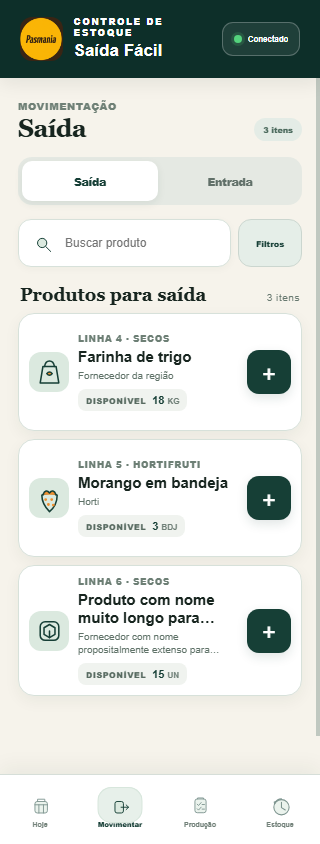 Pasmania
CONTROLE DE
ESTOQUE
Saída Fácil
Conectado
MOVIMENTAÇÃO
Saída
3 itens
Saída
Entrada
Buscar produto
Filtros
Produtos para saída
3 itens
LINHA 4 · SECOS
Farinha de trigo
Fornecedor da região
DISPONÍVEL 18 KG
+
LINHA 5 · HORTIFRUTI
Morango em bandeja
Horti
DISPONÍVEL 3 BDJ
+
LINHA 6 · SECOS
Produto com nome
muito longo para...
Fornecedor com nome
propositalmente extenso para...
DISPONÍVEL 15 UN
+
Hoje
Movimentar
Produção
Estoque